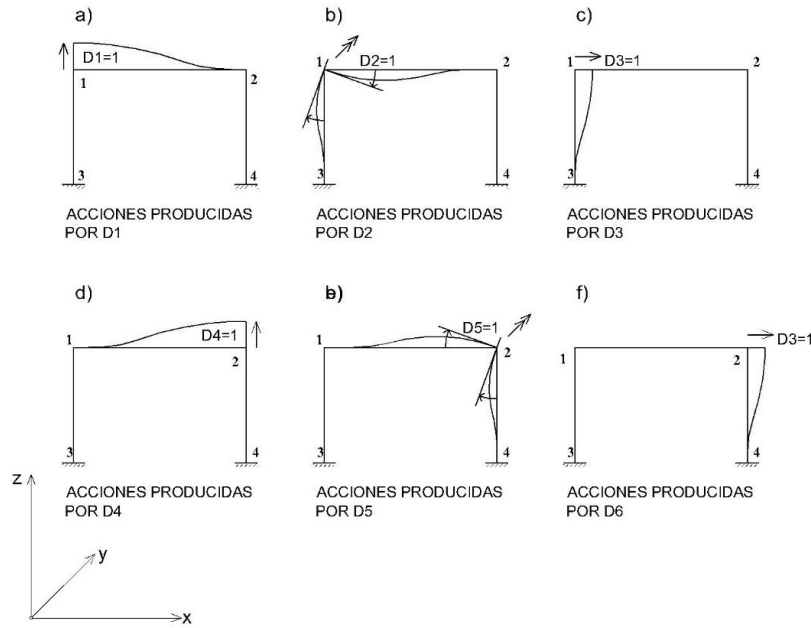 a)
D1=1
1
2
3
4
ACCIONES PRODUCIDAS
POR D1
b)
1
D2=1
2
3
4
ACCIONES PRODUCIDAS
POR D2
c)
1
D3=1
2
3
4
ACCIONES PRODUCIDAS
POR D3
d)
1
D4=1
2
3
4
ACCIONES PRODUCIDAS
POR D4
e)
1
D5=1
2
3
4
ACCIONES PRODUCIDAS
POR D5
f)
1
2
D3=1
3
4
ACCIONES PRODUCIDAS
POR D6
z
y
x